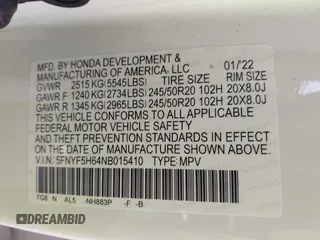 MFD. BY HONDA DEVELOPMENT &
MANUFACTURING OF AMERICA, LLC 01/22
GVWR 2515 KG(5545LBS) TIRE SIZE RIM SIZE
GAWR F 1240 KG(2734LBS) 245/50R20 102H 20X8.0J
GAWR R 1345 KG(2965LBS) 245/50R20 102H 20X8.0J
THIS VEHICLE CONFORMS TO ALL APPLICABLE
FEDERAL MOTOR VEHICLE SAFETY
AND THEFT PREVENTION STANDARDS IN EFFECT
ON THE DATE OF MANUFACTURE SHOWN ABOVE.
V.I.N. 5FNYF5H64NB015410 TYPE: MPV
TG8 N AL5 -NH883P -F -B
DREAMBID